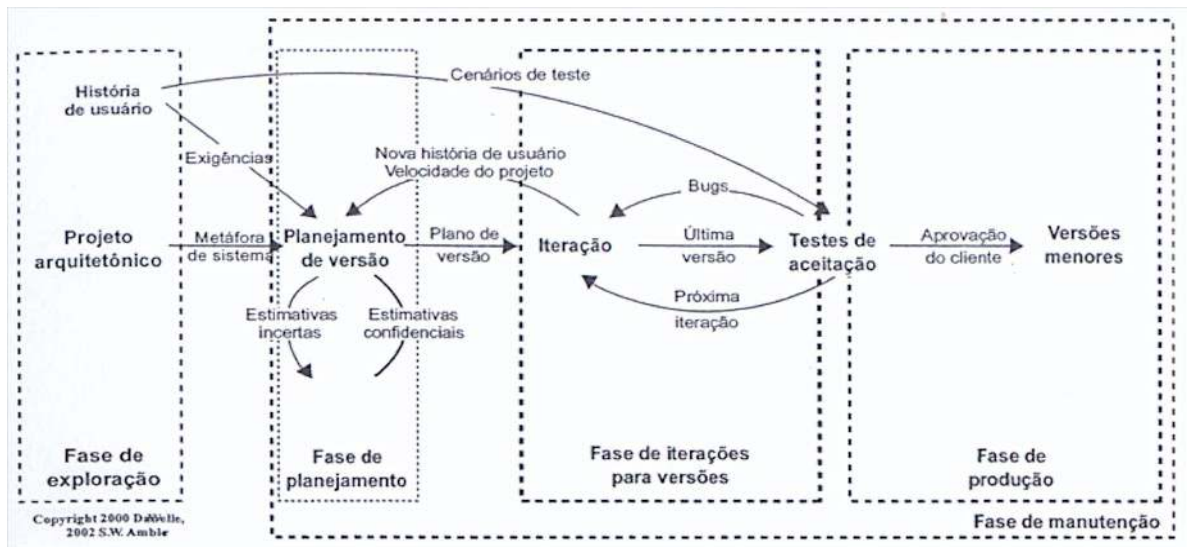 História
de usuário
Cenários de teste
Exigências
Nova história de usuário
Velocidade do projeto
Bugs
Projeto
arquitetônico
Metáfora
de sistema
Planejamento
de versão
Plano de
versão
Iteração
Última
versão
Testes de
aceitação
Aprovação
do cliente
Versões
menores
Estimativas
incertas
Estimativas
confidenciais
Próxima
iteração
Fase de
exploração
Fase de
planejamento
Fase de iterações
para versões
Fase de
produção
Fase de manutenção
Copyright 2000
2002 S.W. Amble